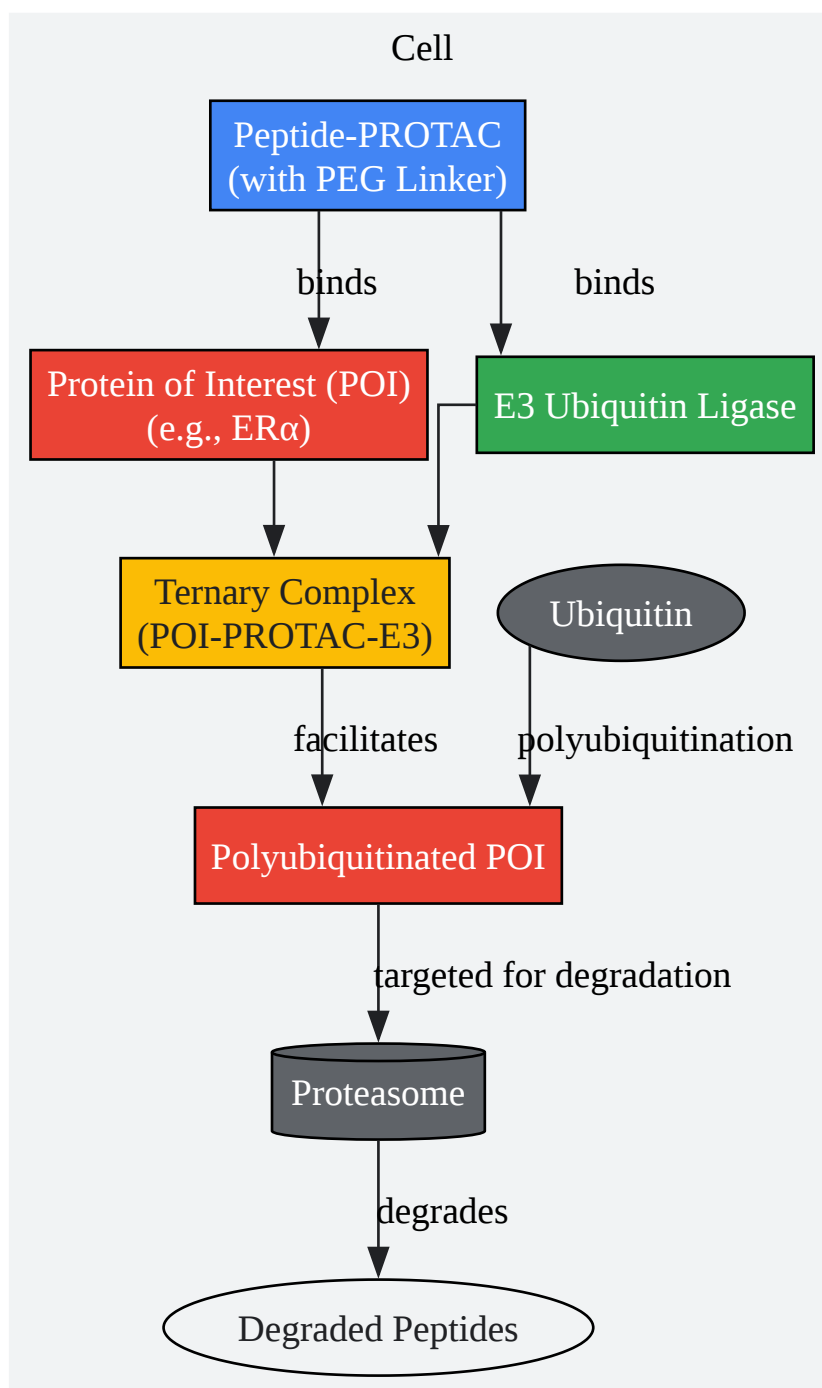 Cell
Peptide-PROTAC
(with PEG Linker)
binds
binds
Protein of Interest (POI)
(e.g., ERα)
E3 Ubiquitin Ligase
Ternary Complex
(POI-PROTAC-E3)
Ubiquitin
facilitates
polyubiquitination
Polyubiquitinated POI
targeted for degradation
Proteasome
degrades
Degraded Peptides